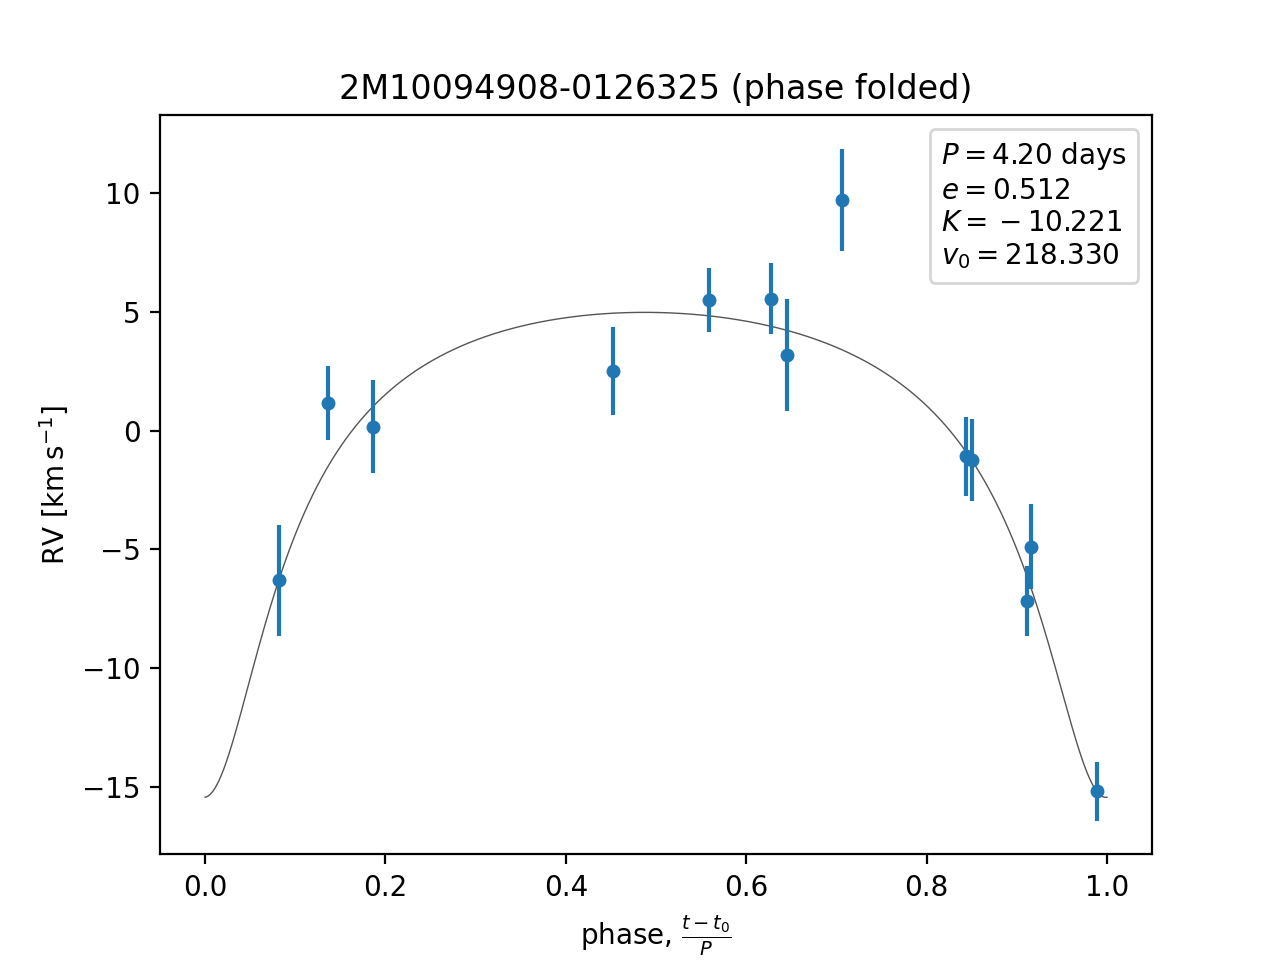 2M10094908-0126325 (phase folded)
P = 4.20 days
e = 0.512
K = −10.221
v₀ = 218.330
RV [km s⁻¹]
10
5
0
−5
−10
−15
0.0 0.2 0.4 0.6 0.8 1.0
phase, (t − t₀)/P